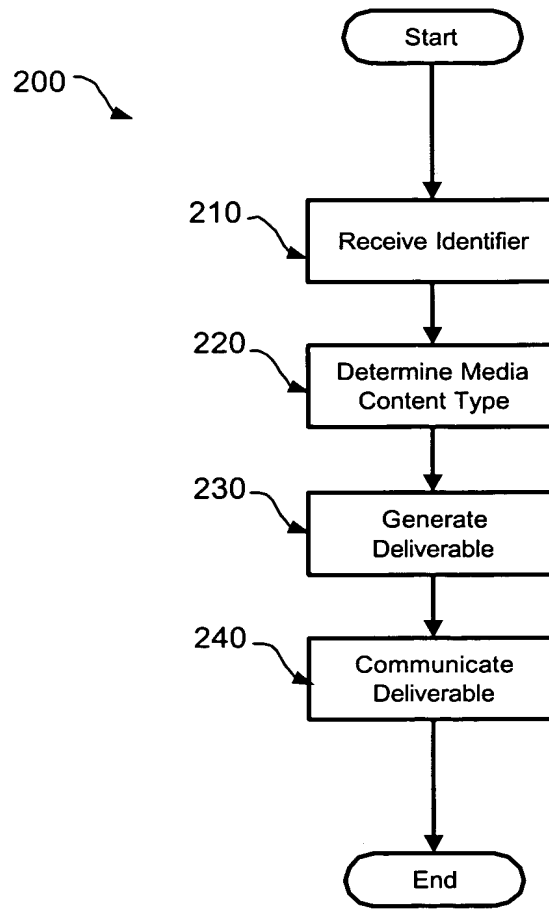 Start
200
210
Receive Identifier
220
Determine Media
Content Type
230
Generate
Deliverable
240
Communicate
Deliverable
End